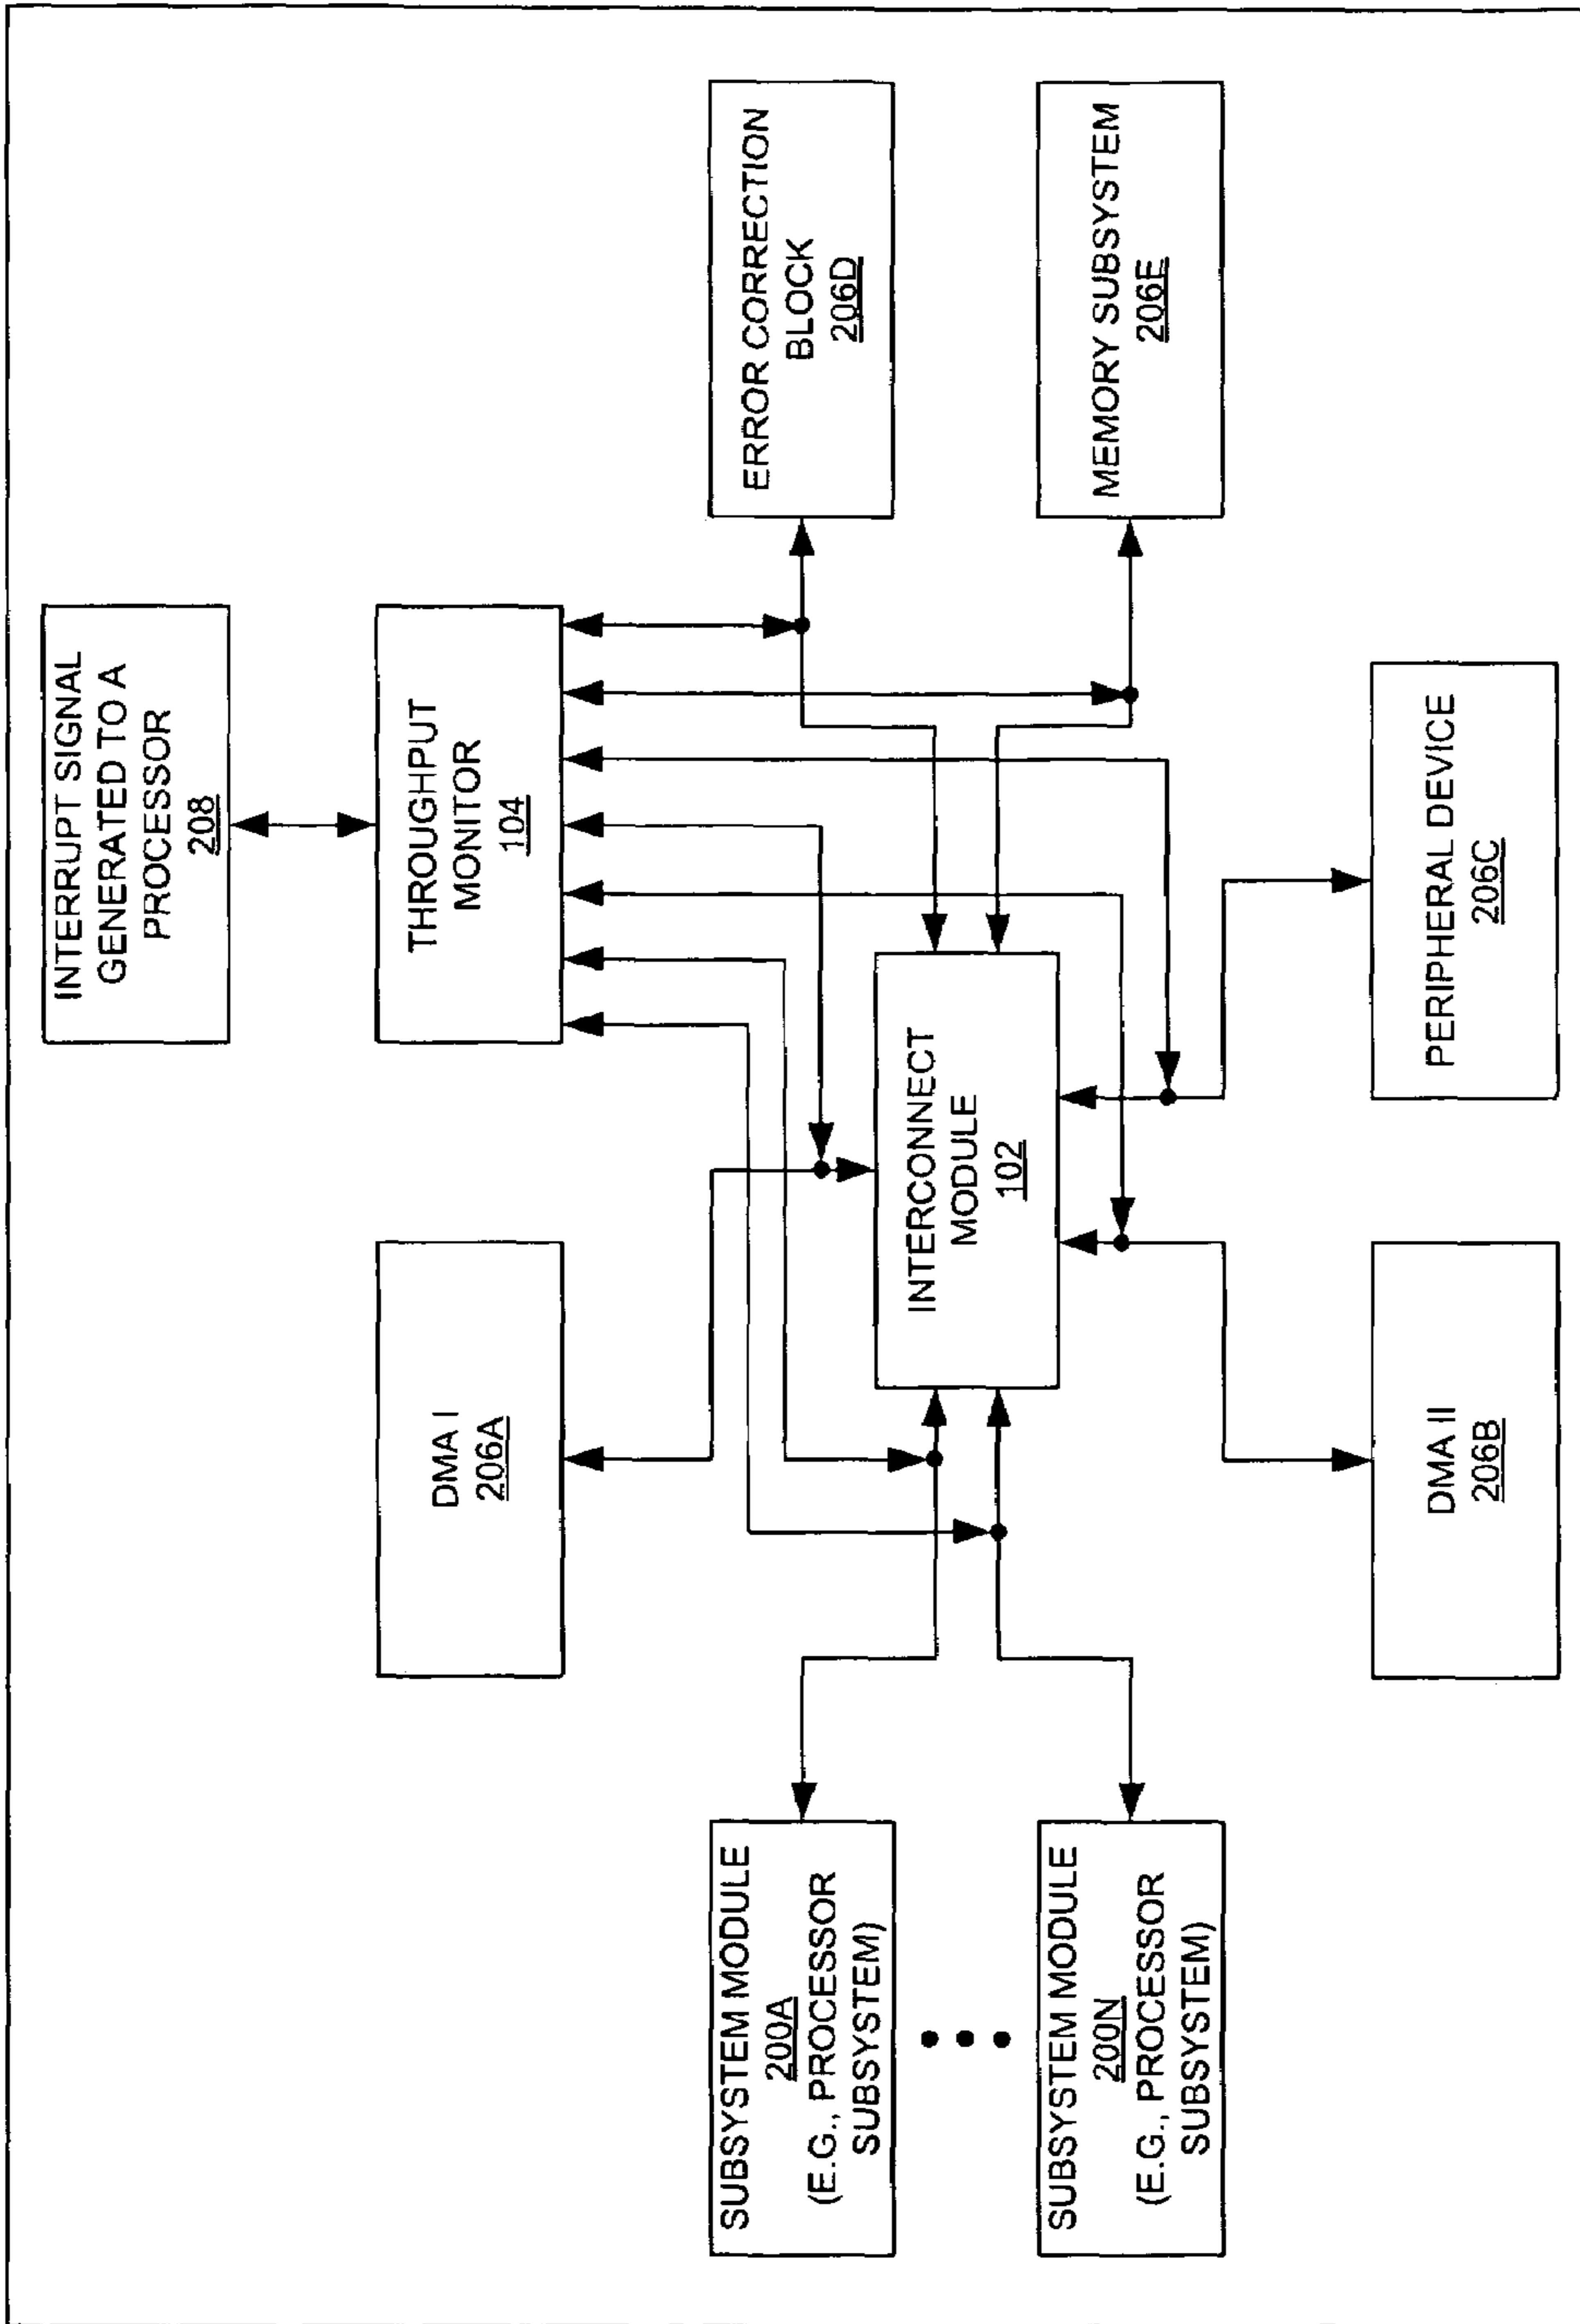 INTERRUPT SIGNAL
GENERATED TO A
PROCESSOR
208
DMA I
206A
THROUGHPUT
MONITOR
104
SUBSYSTEM MODULE
200A
(E.G., PROCESSOR
SUBSYSTEM)
ERROR CORRECTION
BLOCK
206D
INTERCONNECT
MODULE
102
SUBSYSTEM MODULE
200N
(E.G., PROCESSOR
SUBSYSTEM)
MEMORY SUBSYSTEM
206E
DMA II
206B
PERIPHERAL DEVICE
206C